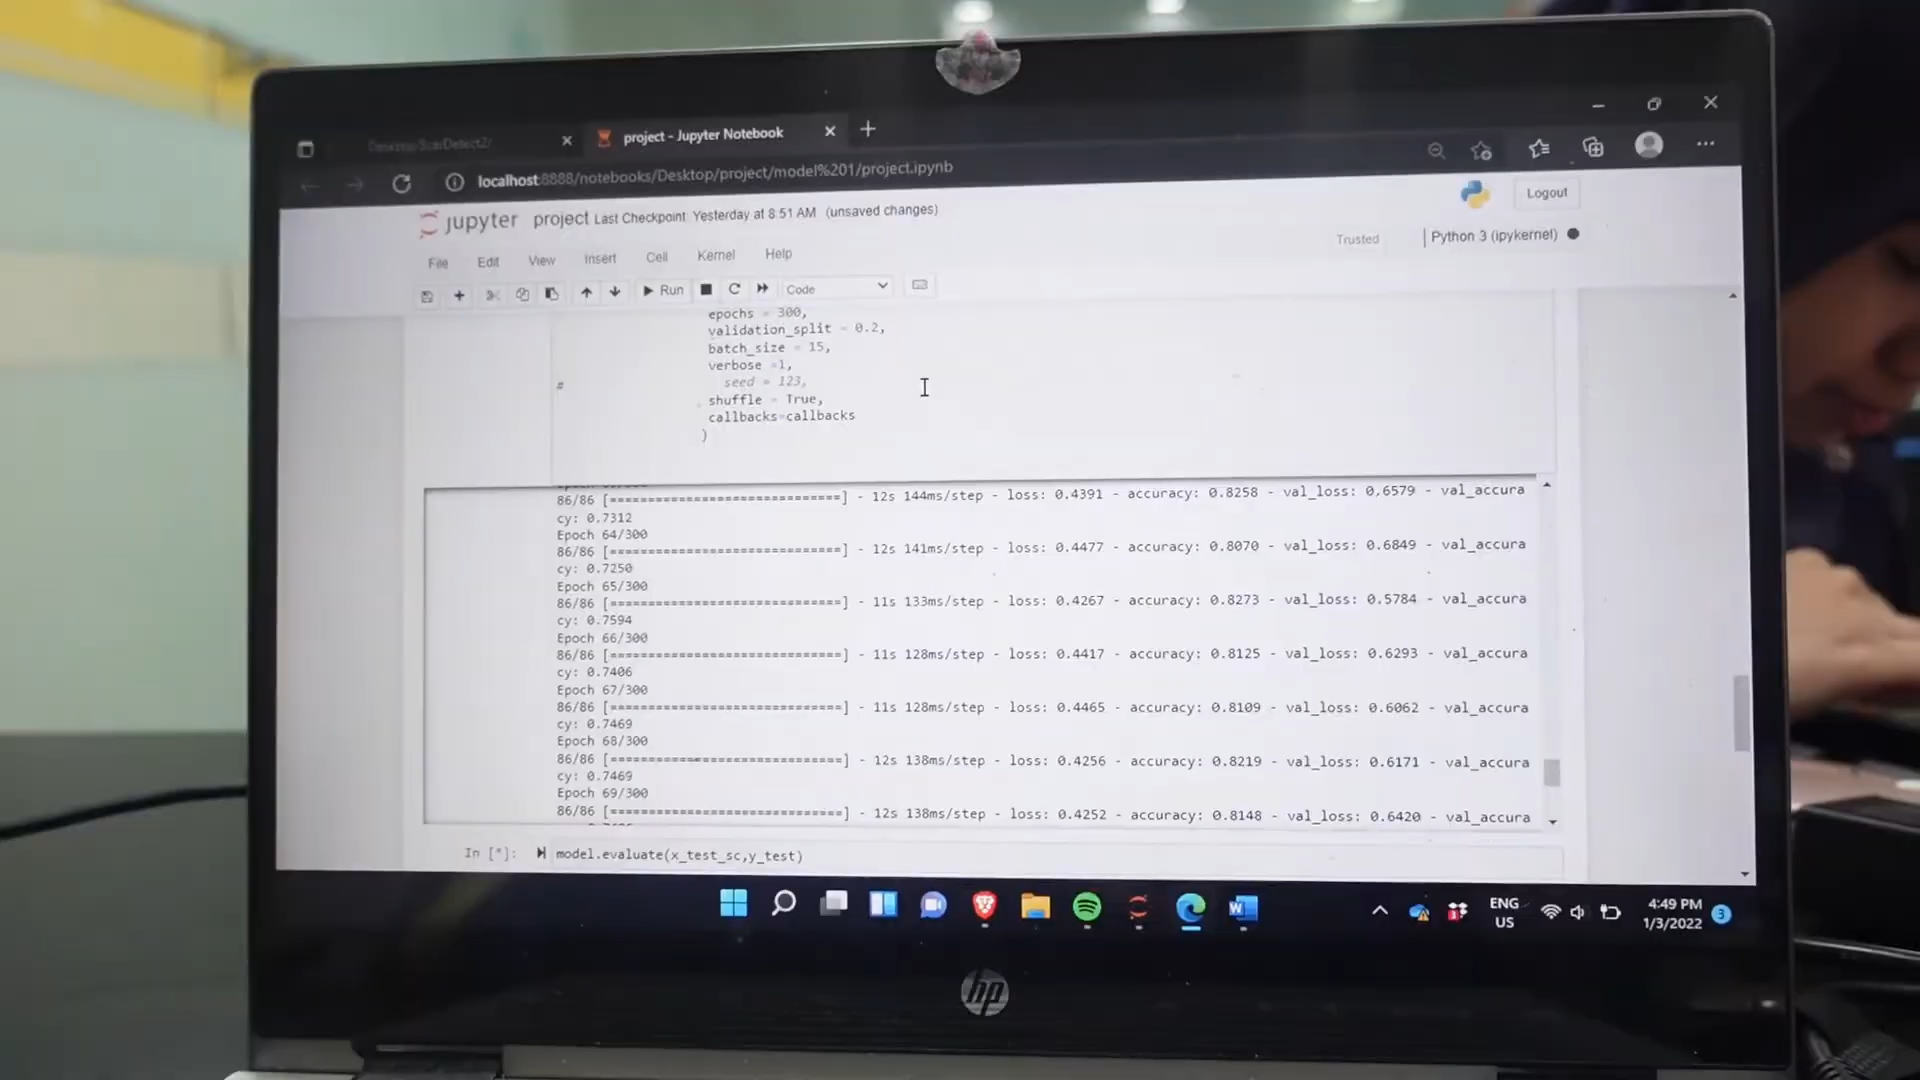 Desktop/ScarDetect2/
project - Jupyter Notebook
localhost:8888/notebooks/Desktop/project/model%201/project.ipynb
jupyter project Last Checkpoint: Yesterday at 8:51 AM (unsaved changes)
Logout
File Edit View Insert Cell Kernel Help
Trusted
Python 3 (ipykernel)
Run
Code
epochs = 300,
validation_split = 0.2,
batch_size = 15,
verbose =1,
# seed = 123,
shuffle = True,
callbacks=callbacks
)
86/86 [==============================] - 12s 144ms/step - loss: 0.4391 - accuracy: 0.8258 - val_loss: 0.6579 - val_accura
cy: 0.7312
Epoch 64/300
86/86 [==============================] - 12s 141ms/step - loss: 0.4477 - accuracy: 0.8070 - val_loss: 0.6849 - val_accura
cy: 0.7250
Epoch 65/300
86/86 [==============================] - 11s 133ms/step - loss: 0.4267 - accuracy: 0.8273 - val_loss: 0.5784 - val_accura
cy: 0.7594
Epoch 66/300
86/86 [==============================] - 11s 128ms/step - loss: 0.4417 - accuracy: 0.8125 - val_loss: 0.6293 - val_accura
cy: 0.7406
Epoch 67/300
86/86 [==============================] - 11s 128ms/step - loss: 0.4465 - accuracy: 0.8109 - val_loss: 0.6062 - val_accura
cy: 0.7469
Epoch 68/300
86/86 [==============================] - 12s 138ms/step - loss: 0.4256 - accuracy: 0.8219 - val_loss: 0.6171 - val_accura
cy: 0.7469
Epoch 69/300
86/86 [==============================] - 12s 138ms/step - loss: 0.4252 - accuracy: 0.8148 - val_loss: 0.6420 - val_accura
In [*]: model.evaluate(x_test_sc,y_test)
ENG
US
4:49 PM
1/3/2022
3
hp